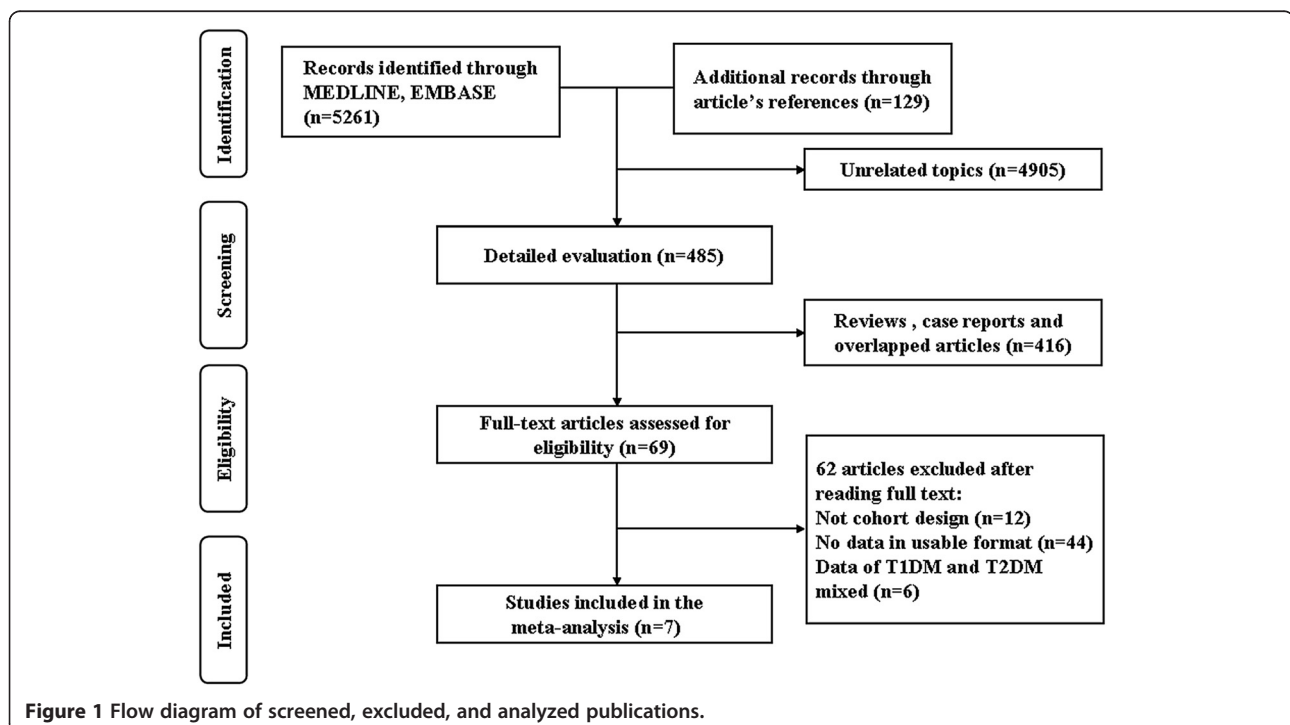 Identification
Records identified through
MEDLINE, EMBASE
(n=5261)
Additional records through
article's references (n=129)
Unrelated topics (n=4905)
Screening
Detailed evaluation (n=485)
Reviews , case reports and
overlapped articles (n=416)
Eligibility
Full-text articles assessed for
eligibility (n=69)
62 articles excluded after
reading full text:
Not cohort design (n=12)
No data in usable format (n=44)
Data of T1DM and T2DM
mixed (n=6)
Included
Studies included in the
meta-analysis (n=7)
Figure 1 Flow diagram of screened, excluded, and analyzed publications.